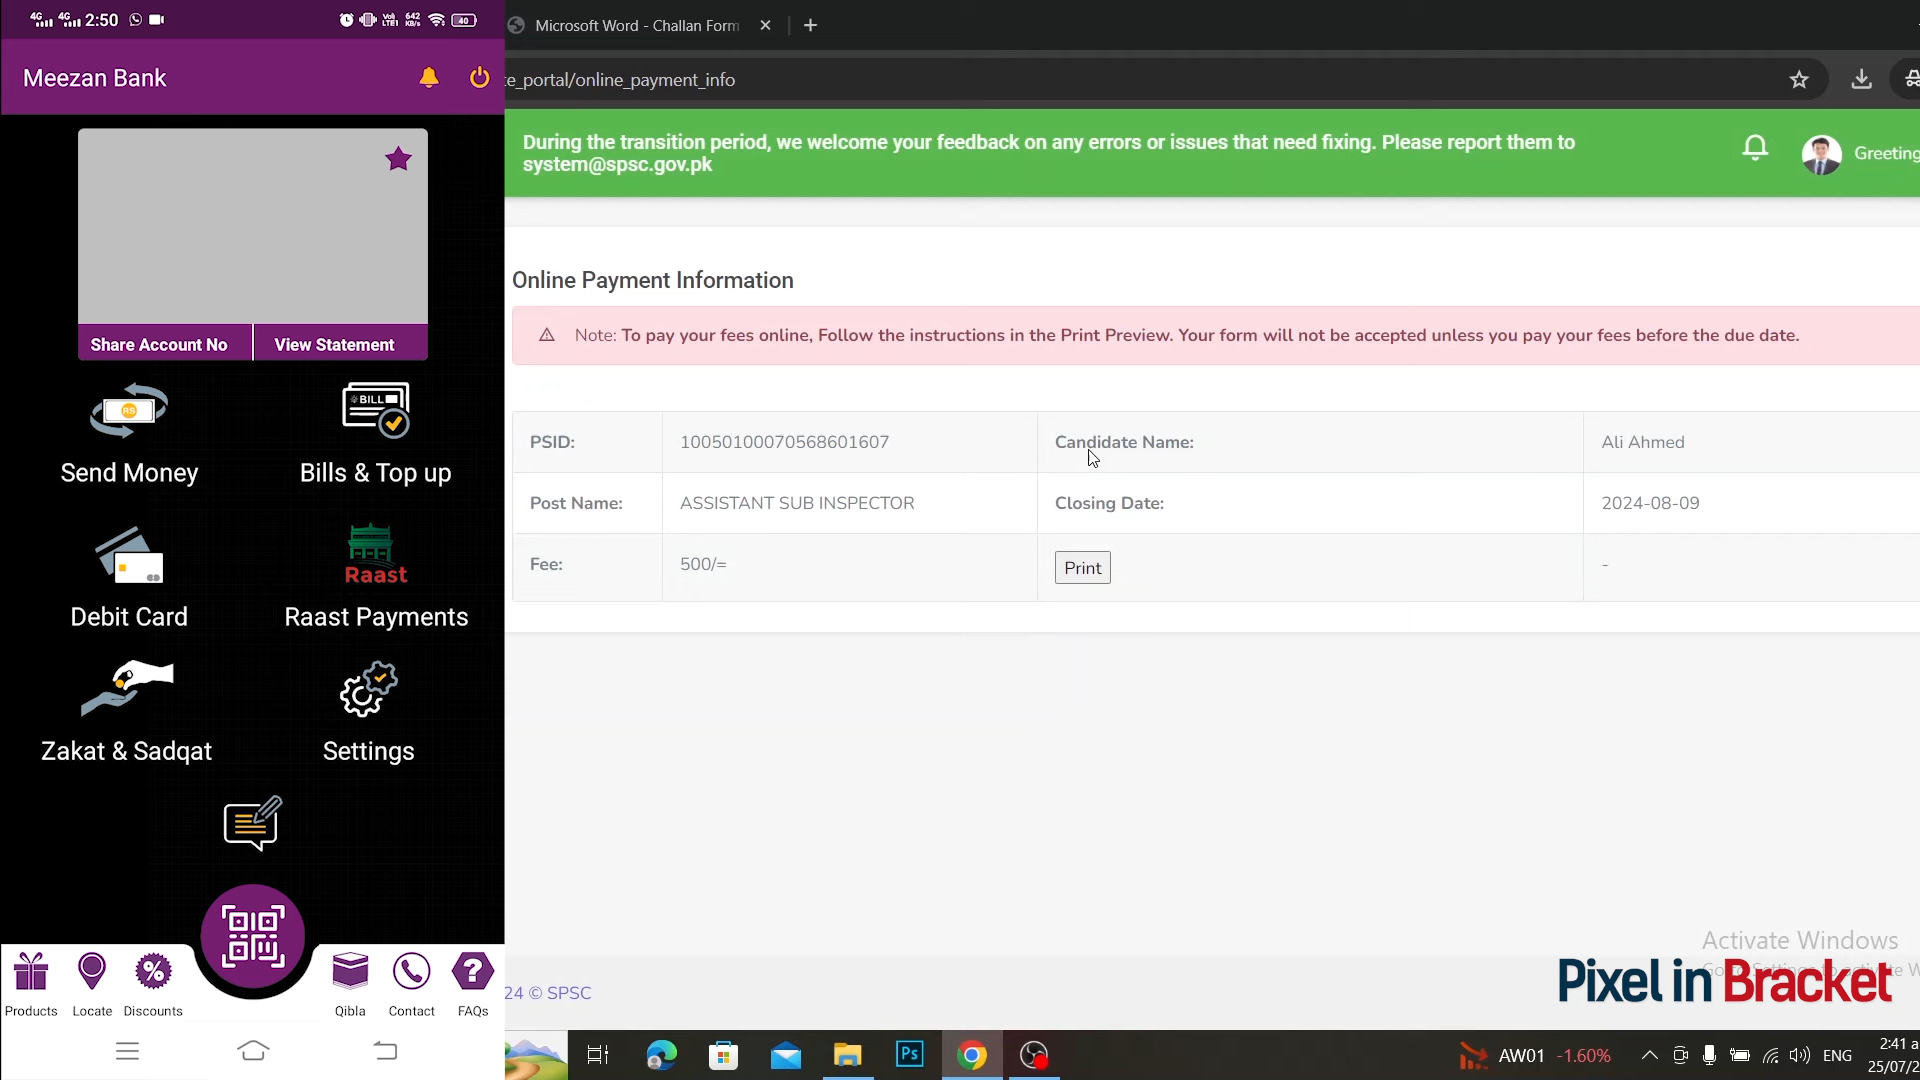 2:50
40
Meezan Bank
Share Account No
View Statement
Send Money
Bills & Top up
BILL
RS
Debit Card
Raast
Raast Payments
Zakat & Sadqat
Settings
Products
Locate
Discounts
Qibla
Contact
FAQs
Microsoft Word - Challan Form
te_portal/online_payment_info
During the transition period, we welcome your feedback on any errors or issues that need fixing. Please report them to
system@spsc.gov.pk
Greeting
Online Payment Information
Note: To pay your fees online, Follow the instructions in the Print Preview. Your form will not be accepted unless you pay your fees before the due date.
PSID: 10050100070568601607 Candidate Name: Ali Ahmed
Post Name: ASSISTANT SUB INSPECTOR Closing Date: 2024-08-09
Fee: 500/= Print -
Activate Windows
Pixel in Bracket
24 © SPSC
Ps
AW01 -1.60%
ENG
2:41 a
25/07/2